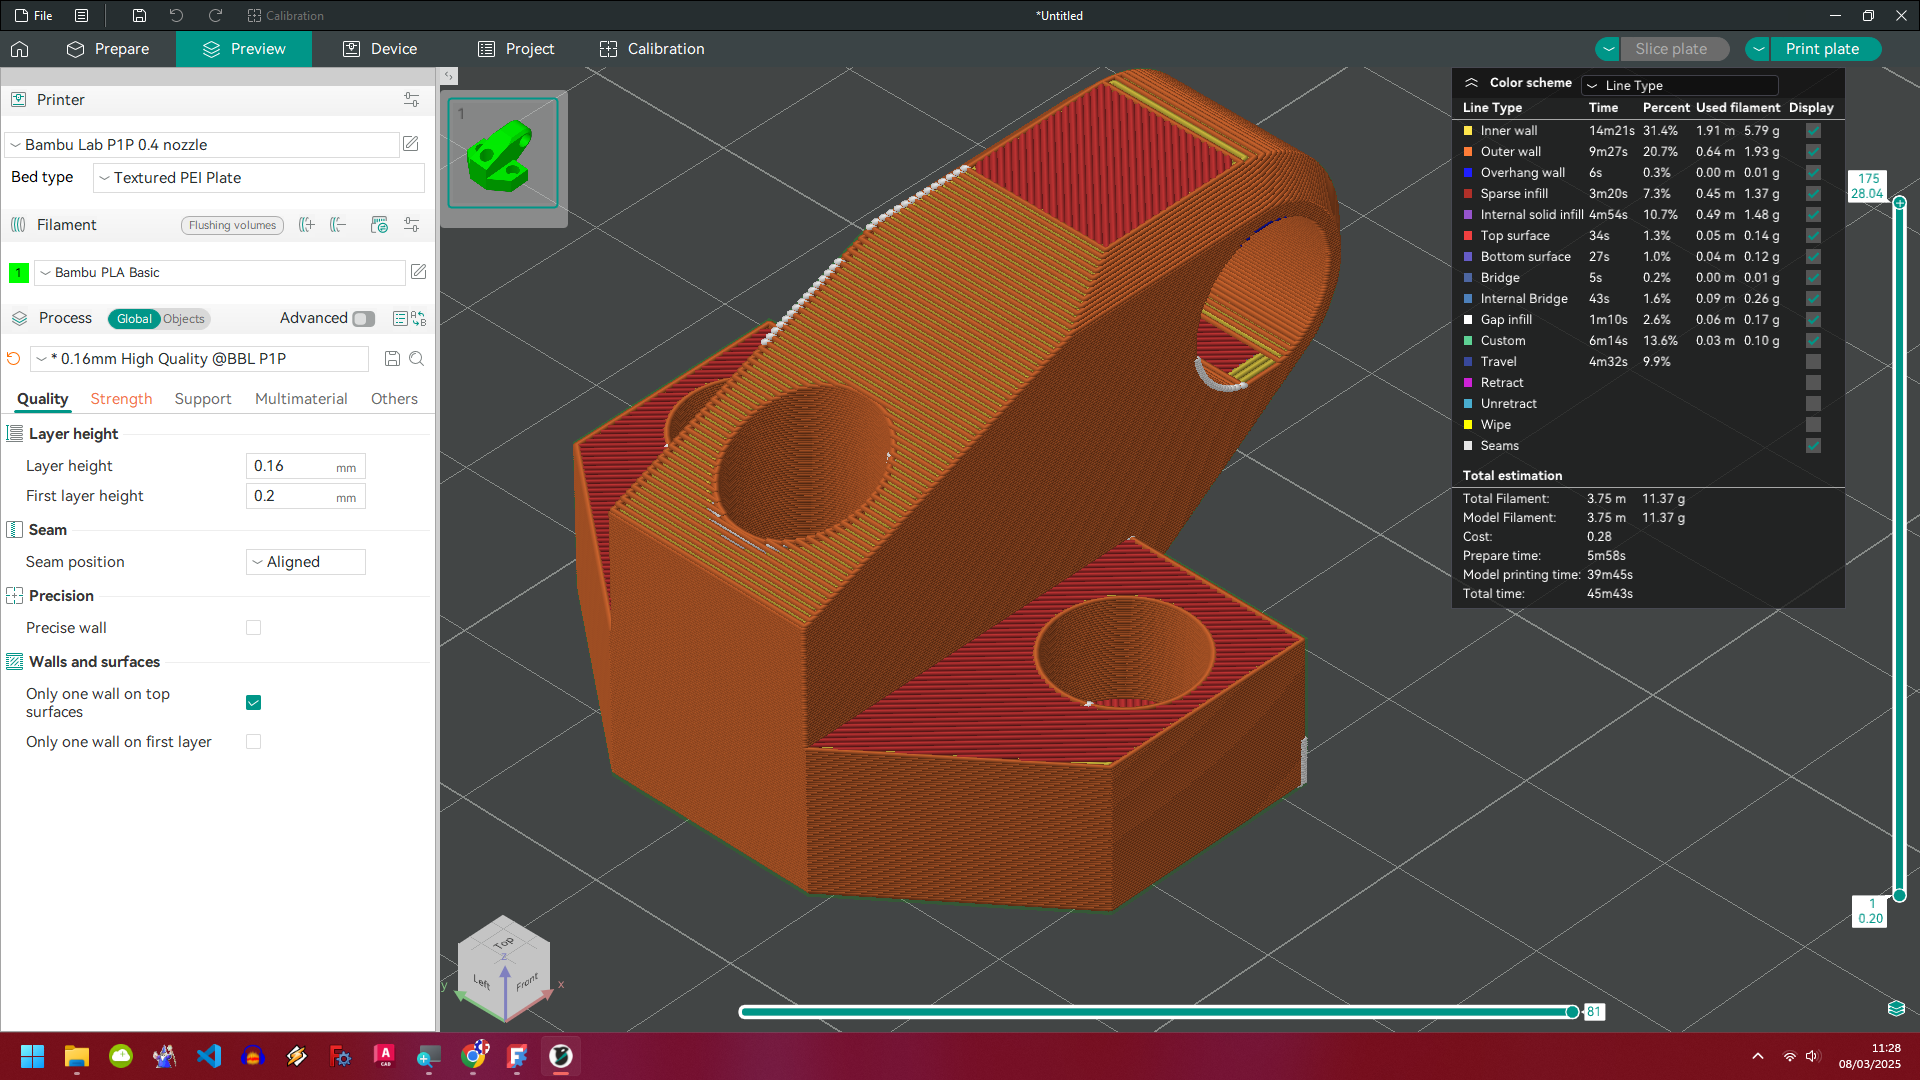 File
Calibration
*Untitled
Prepare
Preview
Device
Project
Calibration
Slice plate
Print plate
Printer
Bambu Lab P1P 0.4 nozzle
Bed type
Textured PEI Plate
Filament
Flushing volumes
1
Bambu PLA Basic
Process
Global
Objects
Advanced
* 0.16mm High Quality @BBL P1P
Quality
Strength
Support
Multimaterial
Others
Layer height
Layer height
0.16 mm
First layer height
0.2 mm
Seam
Seam position
Aligned
Precision
Precise wall
Walls and surfaces
Only one wall on top
surfaces
Only one wall on first layer
1
Color scheme
Line Type
Line Type Time Percent Used filament Display
Inner wall 14m21s 31.4% 1.91 m 5.79 g
Outer wall 9m27s 20.7% 0.64 m 1.93 g
Overhang wall 6s 0.3% 0.00 m 0.01 g
Sparse infill 3m20s 7.3% 0.45 m 1.37 g
Internal solid infill 4m54s 10.7% 0.49 m 1.48 g
Top surface 34s 1.3% 0.05 m 0.14 g
Bottom surface 27s 1.0% 0.04 m 0.12 g
Bridge 5s 0.2% 0.00 m 0.01 g
Internal Bridge 43s 1.6% 0.09 m 0.26 g
Gap infill 1m10s 2.6% 0.06 m 0.17 g
Custom 6m14s 13.6% 0.03 m 0.10 g
Travel 4m32s 9.9%
Retract
Unretract
Wipe
Seams
Total estimation
Total Filament: 3.75 m 11.37 g
Model Filament: 3.75 m 11.37 g
Cost: 0.28
Prepare time: 5m58s
Model printing time: 39m45s
Total time: 45m43s
175
28.04
1
0.20
Top
Left
Front
z
y
x
81
A
CAD
11:28
08/03/2025